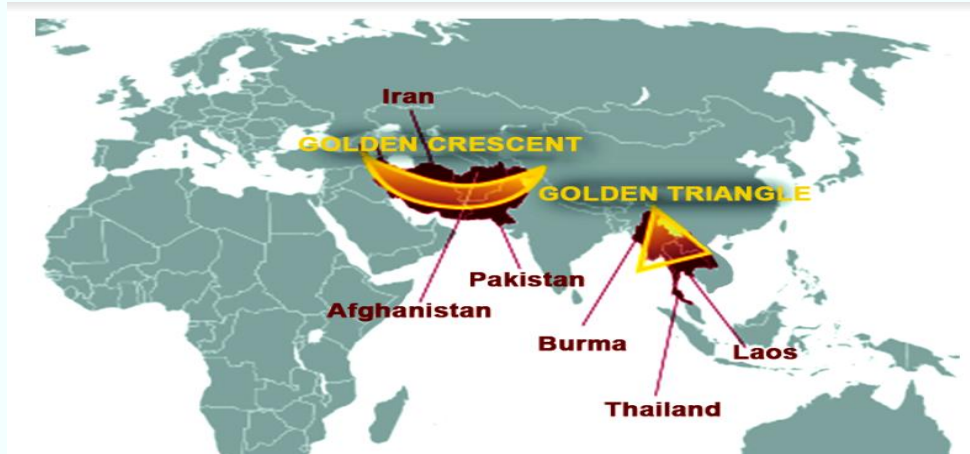 Iran
GOLDEN CRESCENT
GOLDEN TRIANGLE
Pakistan
Afghanistan
Burma
Laos
Thailand